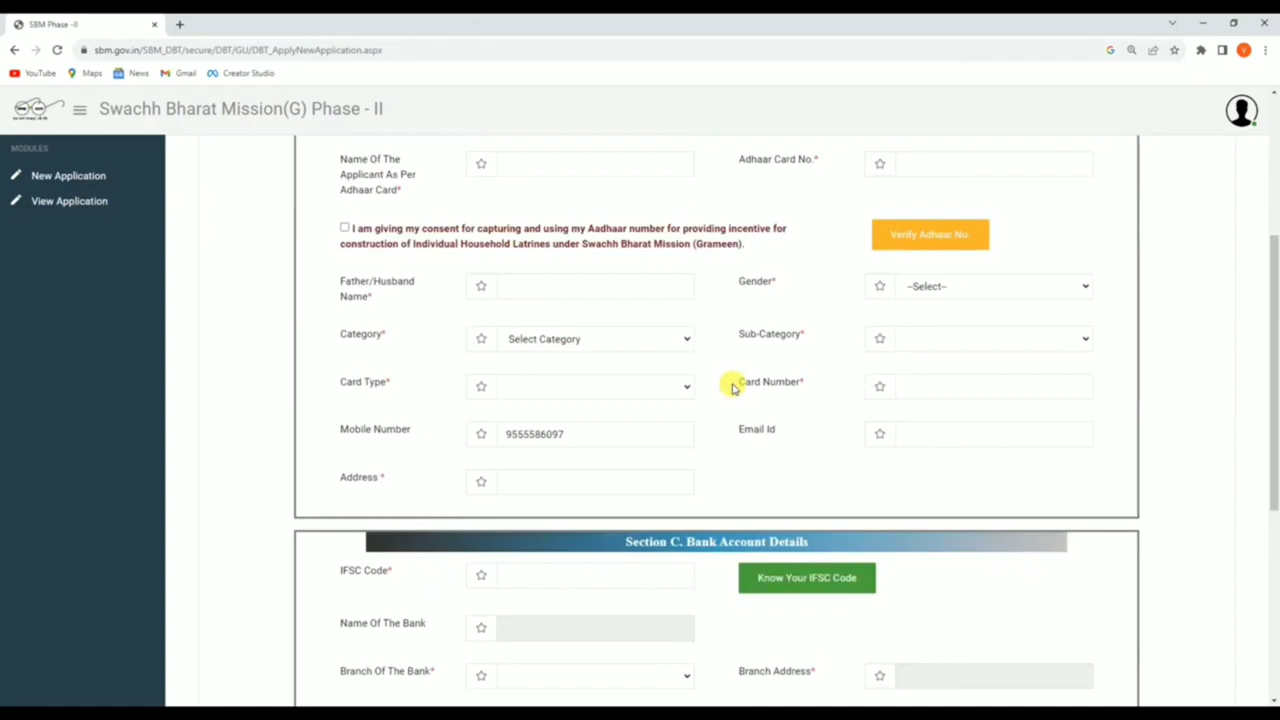 SBM Phase -II
sbm.gov.in/SBM_DBT/secure/DBT/GU/DBT_ApplyNewApplication.aspx
YouTube Maps News Gmail Creator Studio
Swachh Bharat Mission(G) Phase - II
MODULES
New Application
View Application
Name Of The
Applicant As Per
Adhaar Card*
Adhaar Card No.*
I am giving my consent for capturing and using my Aadhaar number for providing incentive for
construction of Individual Household Latrines under Swachh Bharat Mission (Grameen).
Verify Adhaar No.
Father/Husband
Name*
Gender*
--Select--
Category*
Select Category
Sub-Category*
Card Type*
Card Number*
Mobile Number
9555586097
Email Id
Address *
Section C. Bank Account Details
IFSC Code*
Know Your IFSC Code
Name Of The Bank
Branch Of The Bank*
Branch Address*